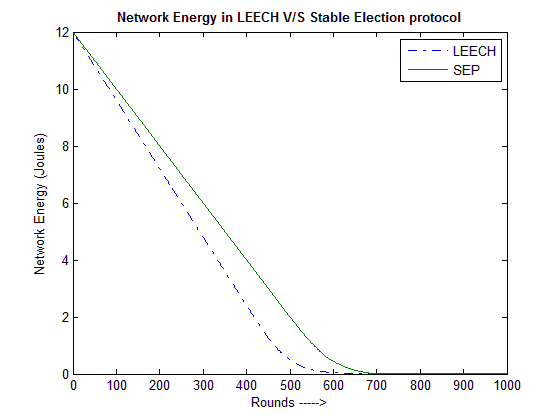 Network Energy in LEECH V/S Stable Election protocol
LEECH
SEP
Network Energy (Joules)
12
10
8
6
4
2
0
0 100 200 300 400 500 600 700 800 900 1000
Rounds ----->